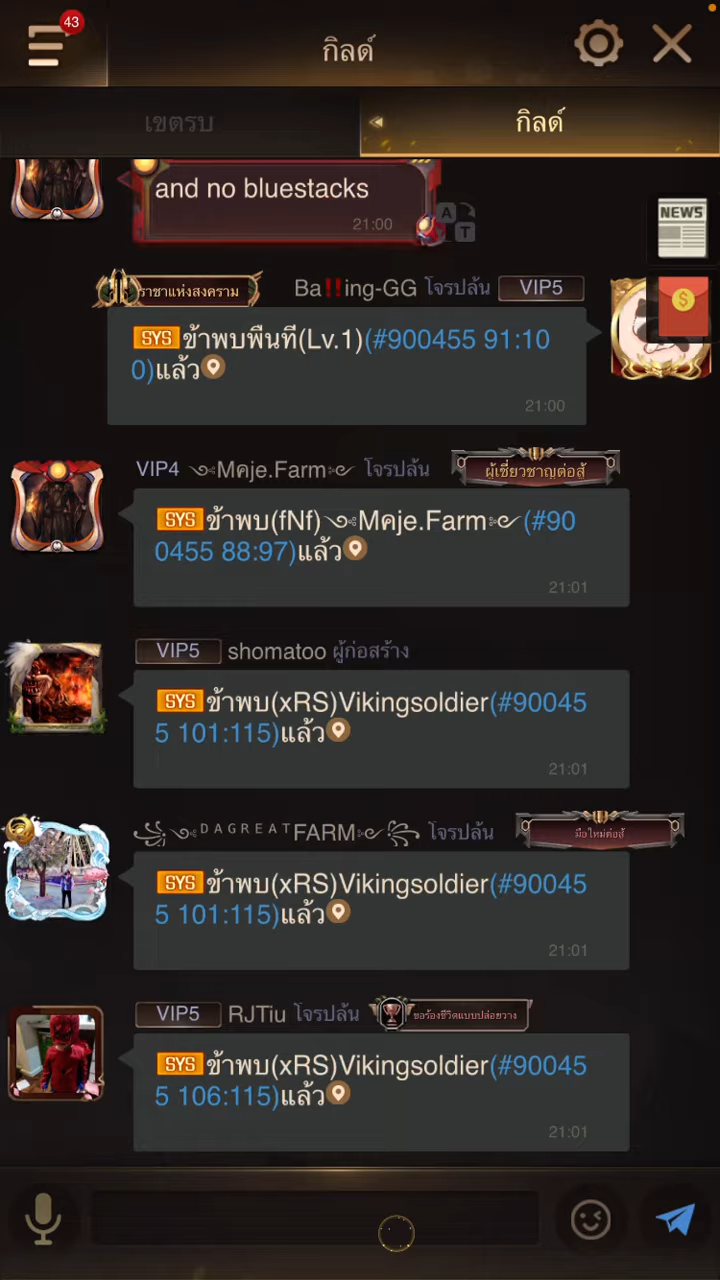 43
กิลด์
เขตรบ
กิลด์
and no bluestacks
21:00
NEWS
ราชาแห่งสงคราม Ba‼ing-GG โจรปล้น VIP5
SYS ข้าพบพืนที(Lv.1)(#900455 91:10
0)แล้ว
21:00
VIP4 ࿐Mคje.Farm࿐ โจรปล้น ผู้เชี่ยวชาญต่อสู้
SYS ข้าพบ(fNf)࿐Mคje.Farm࿐(#90
0455 88:97)แล้ว
21:01
VIP5 shomatoo ผู้ก่อสร้าง
SYS ข้าพบ(xRS)Vikingsoldier(#90045
5 101:115)แล้ว
21:01
ᴰᴬᴳᴿᴱᴬᵀFARM โจรปล้น มือใหม่ต่อสู้
SYS ข้าพบ(xRS)Vikingsoldier(#90045
5 101:115)แล้ว
21:01
VIP5 RJTiu โจรปล้น ขอร้องชีวิตแบบปล่อยวาง
SYS ข้าพบ(xRS)Vikingsoldier(#90045
5 106:115)แล้ว
21:01